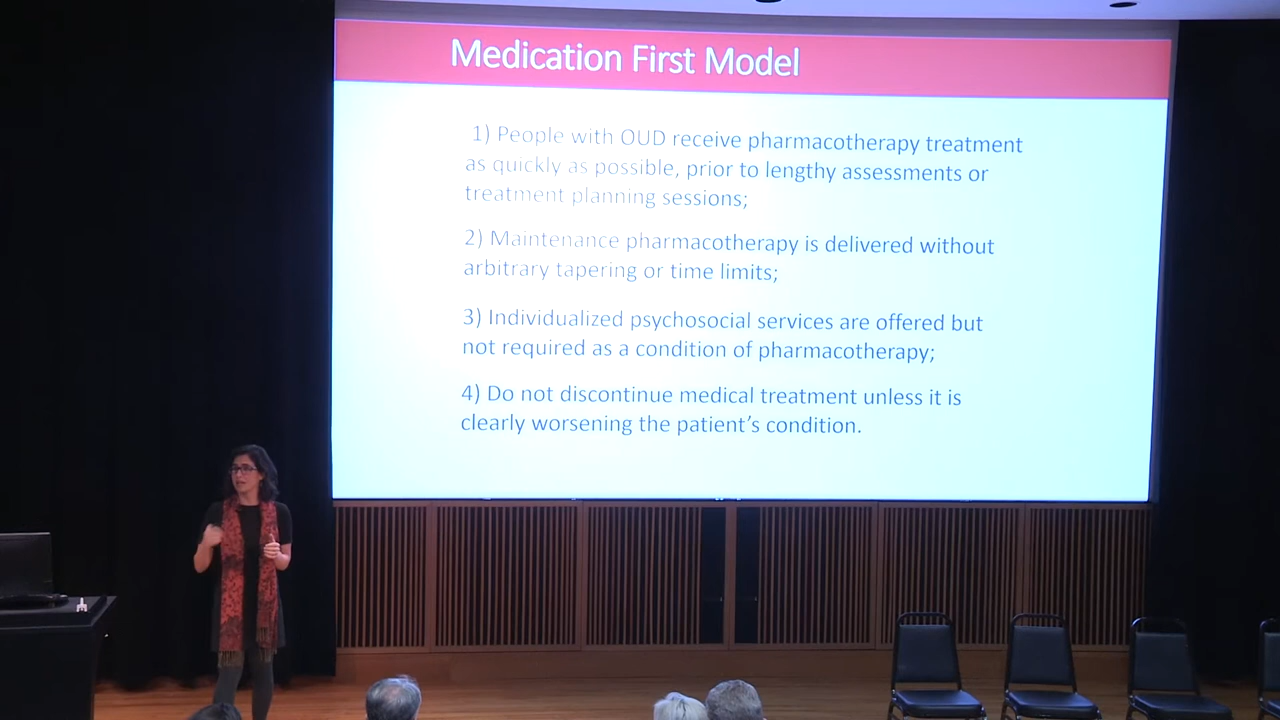 Medication First Model
1) People with OUD receive pharmacotherapy treatment
as quickly as possible, prior to lengthy assessments or
treatment planning sessions;
2) Maintenance pharmacotherapy is delivered without
arbitrary tapering or time limits;
3) Individualized psychosocial services are offered but
not required as a condition of pharmacotherapy;
4) Do not discontinue medical treatment unless it is
clearly worsening the patient's condition.